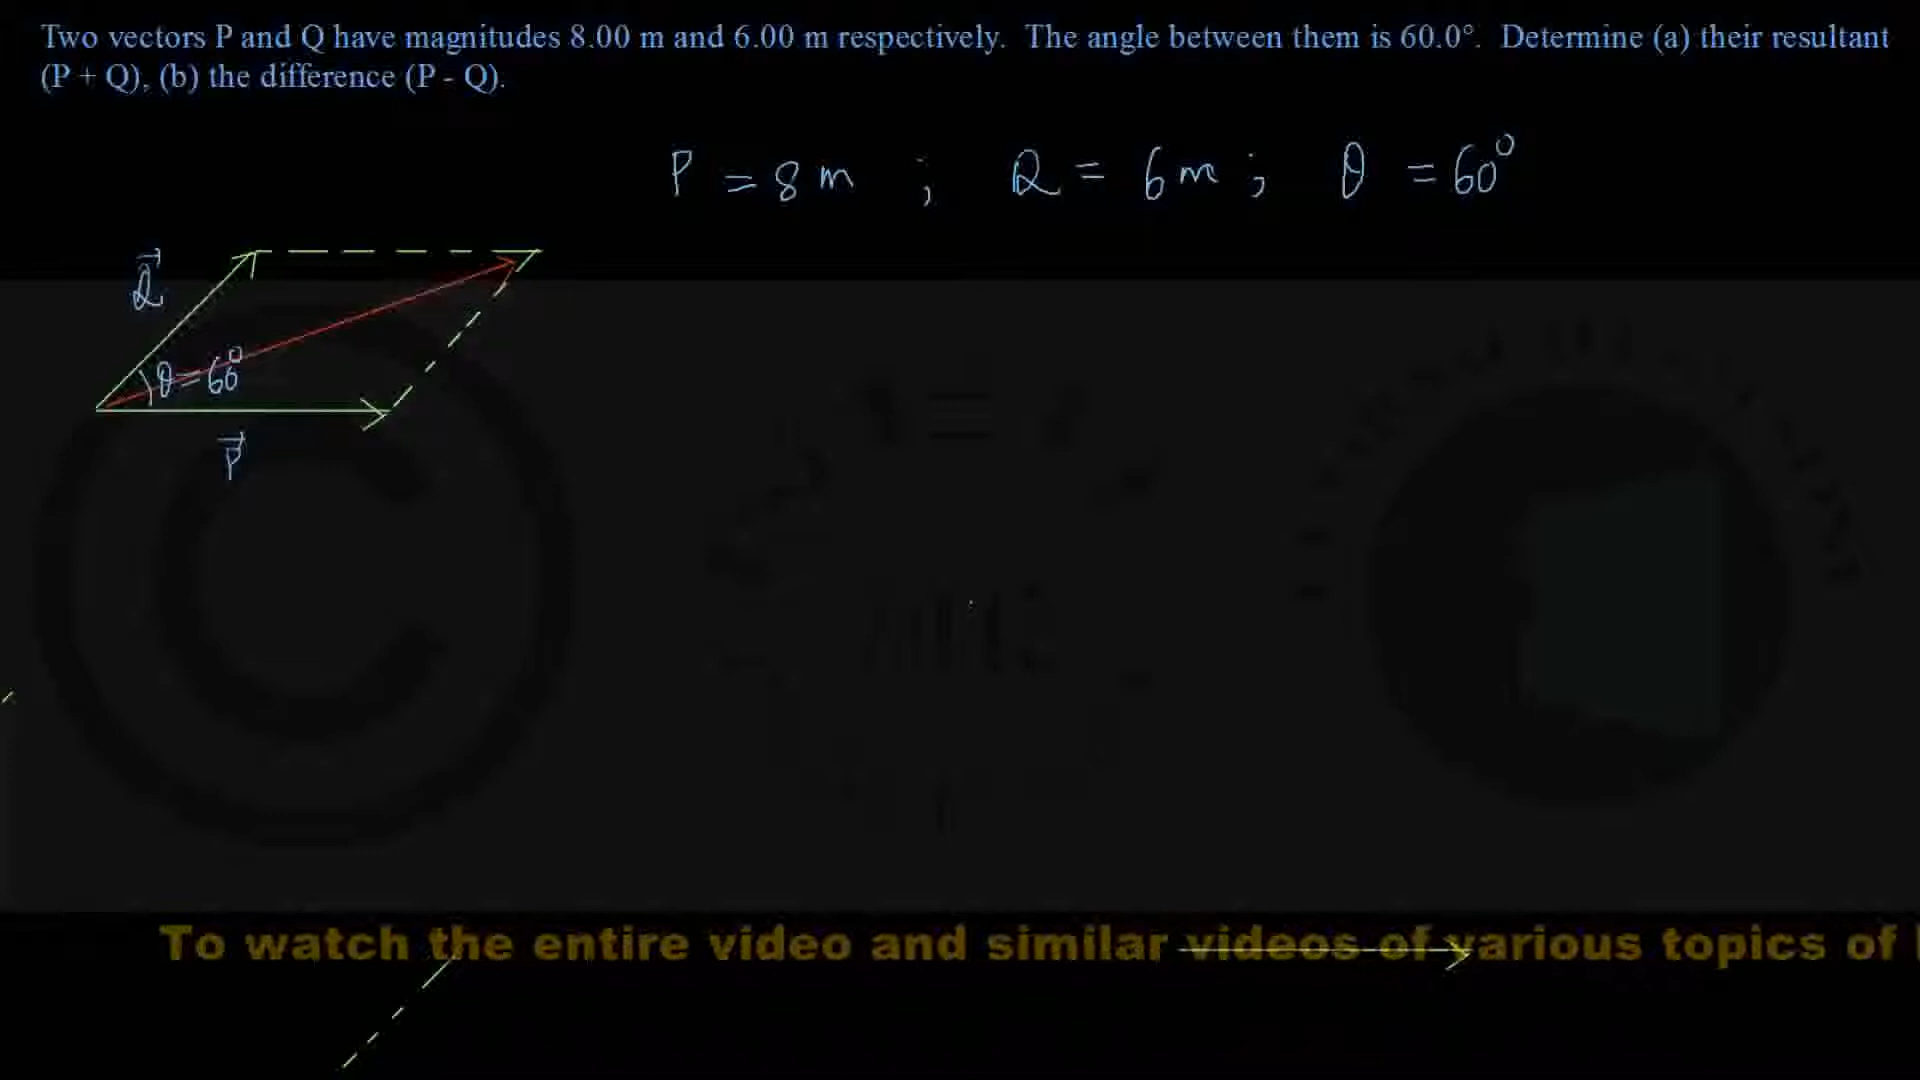 Two vectors P and Q have magnitudes 8.00 m and 6.00 m respectively. The angle between them is 60.0°. Determine (a) their resultant
(P + Q), (b) the difference (P - Q).
P = 8 m ; Q = 6 m ; θ = 60°
Q⃗
θ = 60°
P⃗
To watch the entire video and similar videos of various topics of